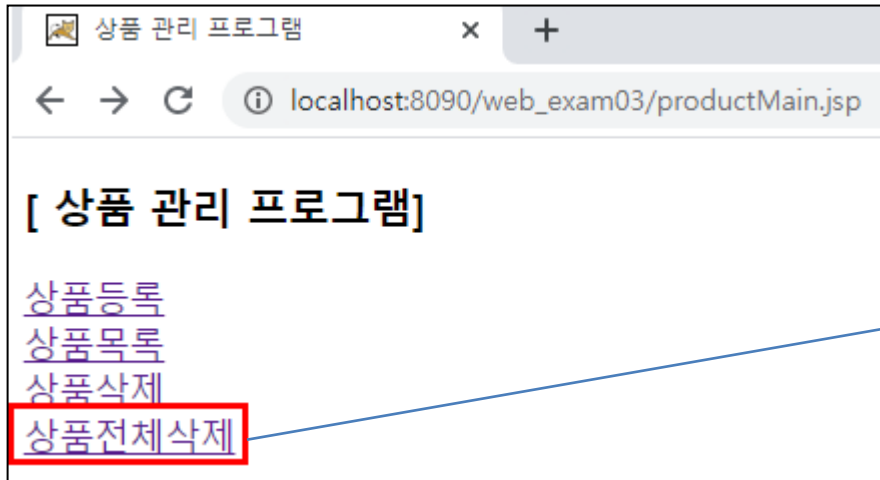 상품 관리 프로그램
localhost:8090/web_exam03/productMain.jsp
[ 상품 관리 프로그램]
상품등록
상품목록
상품삭제
상품전체삭제